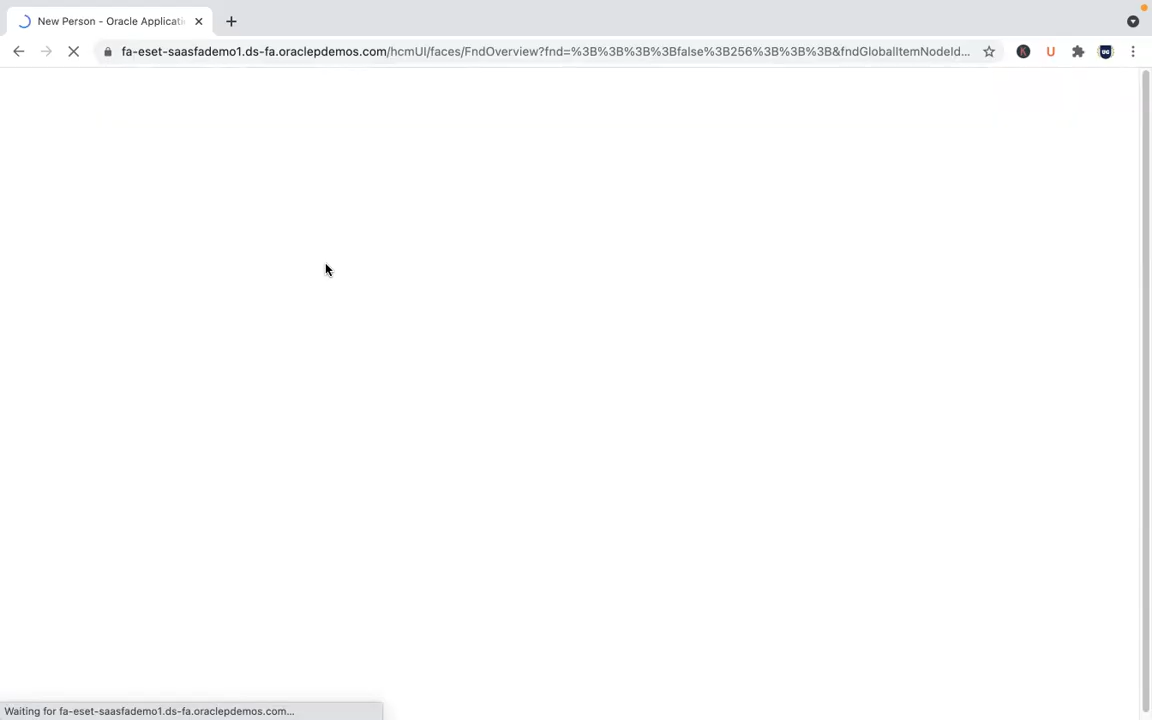 New Person - Oracle Applicati
fa-eset-saasfademo1.ds-fa.oraclepdemos.com/hcmUI/faces/FndOverview?fnd=%3B%3B%3B%3Bfalse%3B256%3B%3B%3B&fndGlobalItemNodeId...
K
U
Waiting for fa-eset-saasfademo1.ds-fa.oraclepdemos.com...